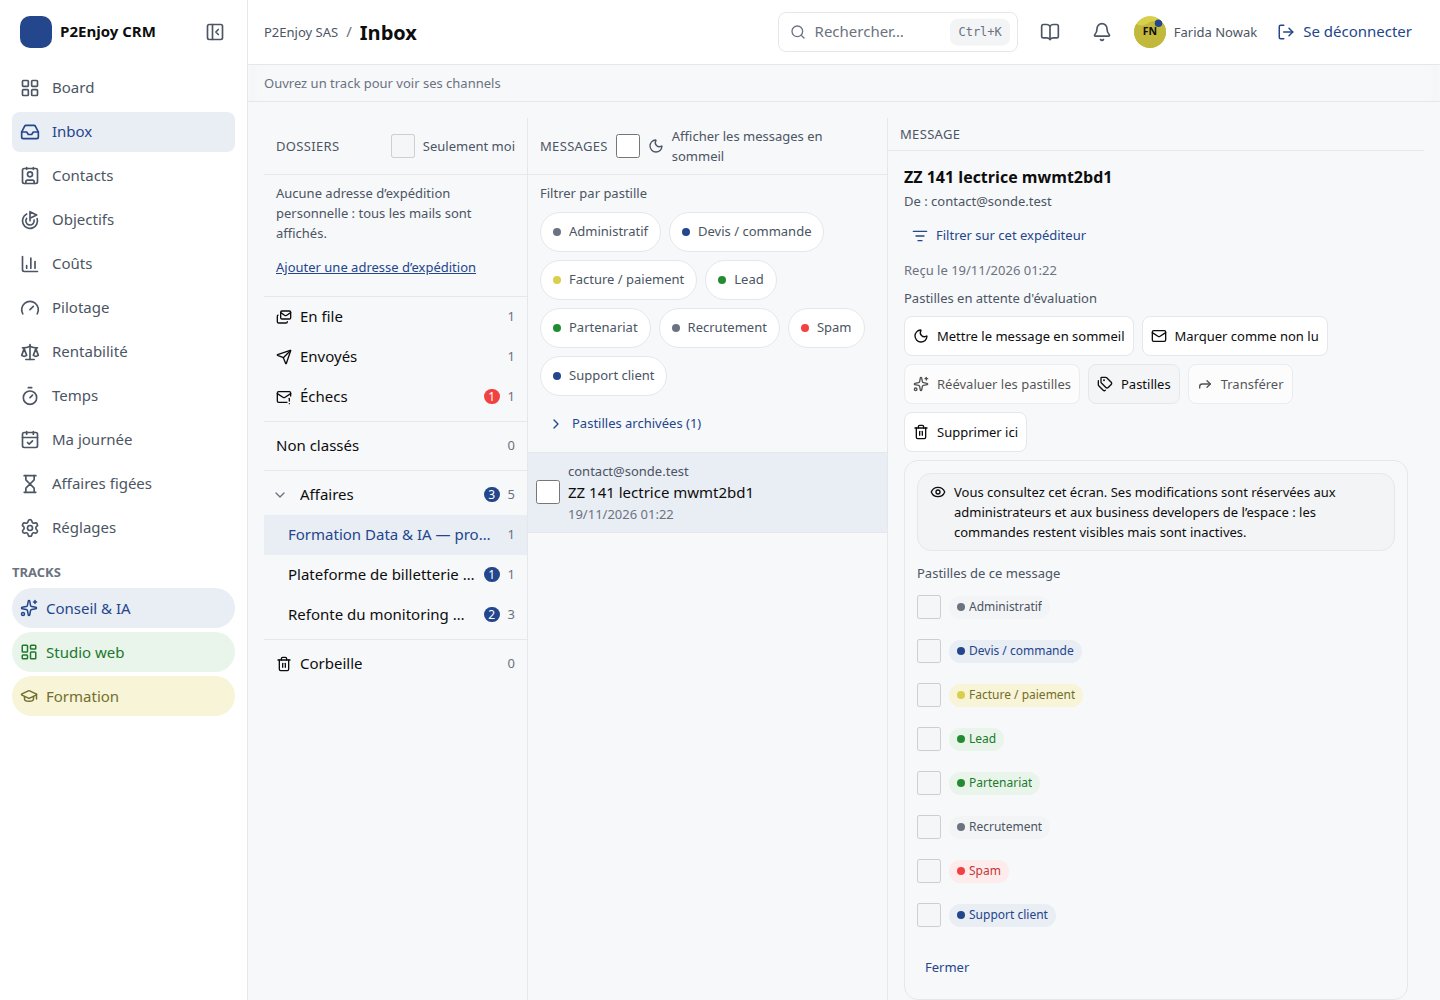 P2Enjoy CRM
Board
Inbox
Contacts
Objectifs
Coûts
Pilotage
Rentabilité
Temps
Ma journée
Affaires figées
Réglages
TRACKS
Conseil & IA
Studio web
Formation
P2Enjoy SAS / Inbox
Rechercher... Ctrl+K
FN Farida Nowak
Se déconnecter
Ouvrez un track pour voir ses channels
DOSSIERS Seulement moi
Aucune adresse d'expédition
personnelle : tous les mails sont
affichés.
Ajouter une adresse d'expédition
En file 1
Envoyés 1
Échecs 1 1
Non classés 0
Affaires 3 5
Formation Data & IA — pro... 1
Plateforme de billetterie ... 1 1
Refonte du monitoring ... 2 3
Corbeille 0
MESSAGES Afficher les messages en
sommeil
Filtrer par pastille
Administratif Devis / commande
Facture / paiement Lead
Partenariat Recrutement Spam
Support client
Pastilles archivées (1)
contact@sonde.test
ZZ 141 lectrice mwmt2bd1
19/11/2026 01:22
MESSAGE
ZZ 141 lectrice mwmt2bd1
De : contact@sonde.test
Filtrer sur cet expéditeur
Reçu le 19/11/2026 01:22
Pastilles en attente d'évaluation
Mettre le message en sommeil Marquer comme non lu
Réévaluer les pastilles Pastilles Transférer
Supprimer ici
Vous consultez cet écran. Ses modifications sont réservées aux
administrateurs et aux business developers de l'espace : les
commandes restent visibles mais sont inactives.
Pastilles de ce message
Administratif
Devis / commande
Facture / paiement
Lead
Partenariat
Recrutement
Spam
Support client
Fermer